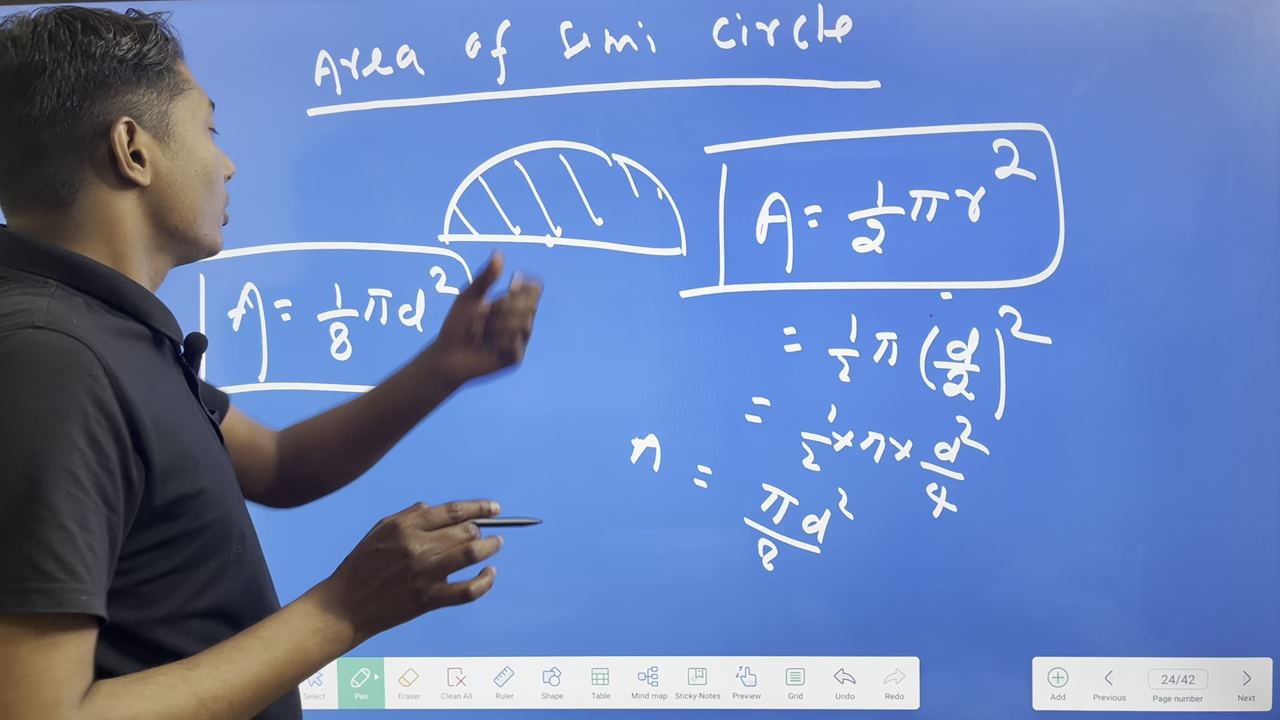 Area of Semi Circle
A = 1/2 πr²
A = 1/8 πd²
= 1/2 π (d/2)²
= 1/2 × π × d²/4
A = π/8 d²
Select Pen Eraser Clean All Ruler Shape Table Mind map Sticky-Notes Preview Grid Undo Redo
Add Previous 24/42 Page number Next